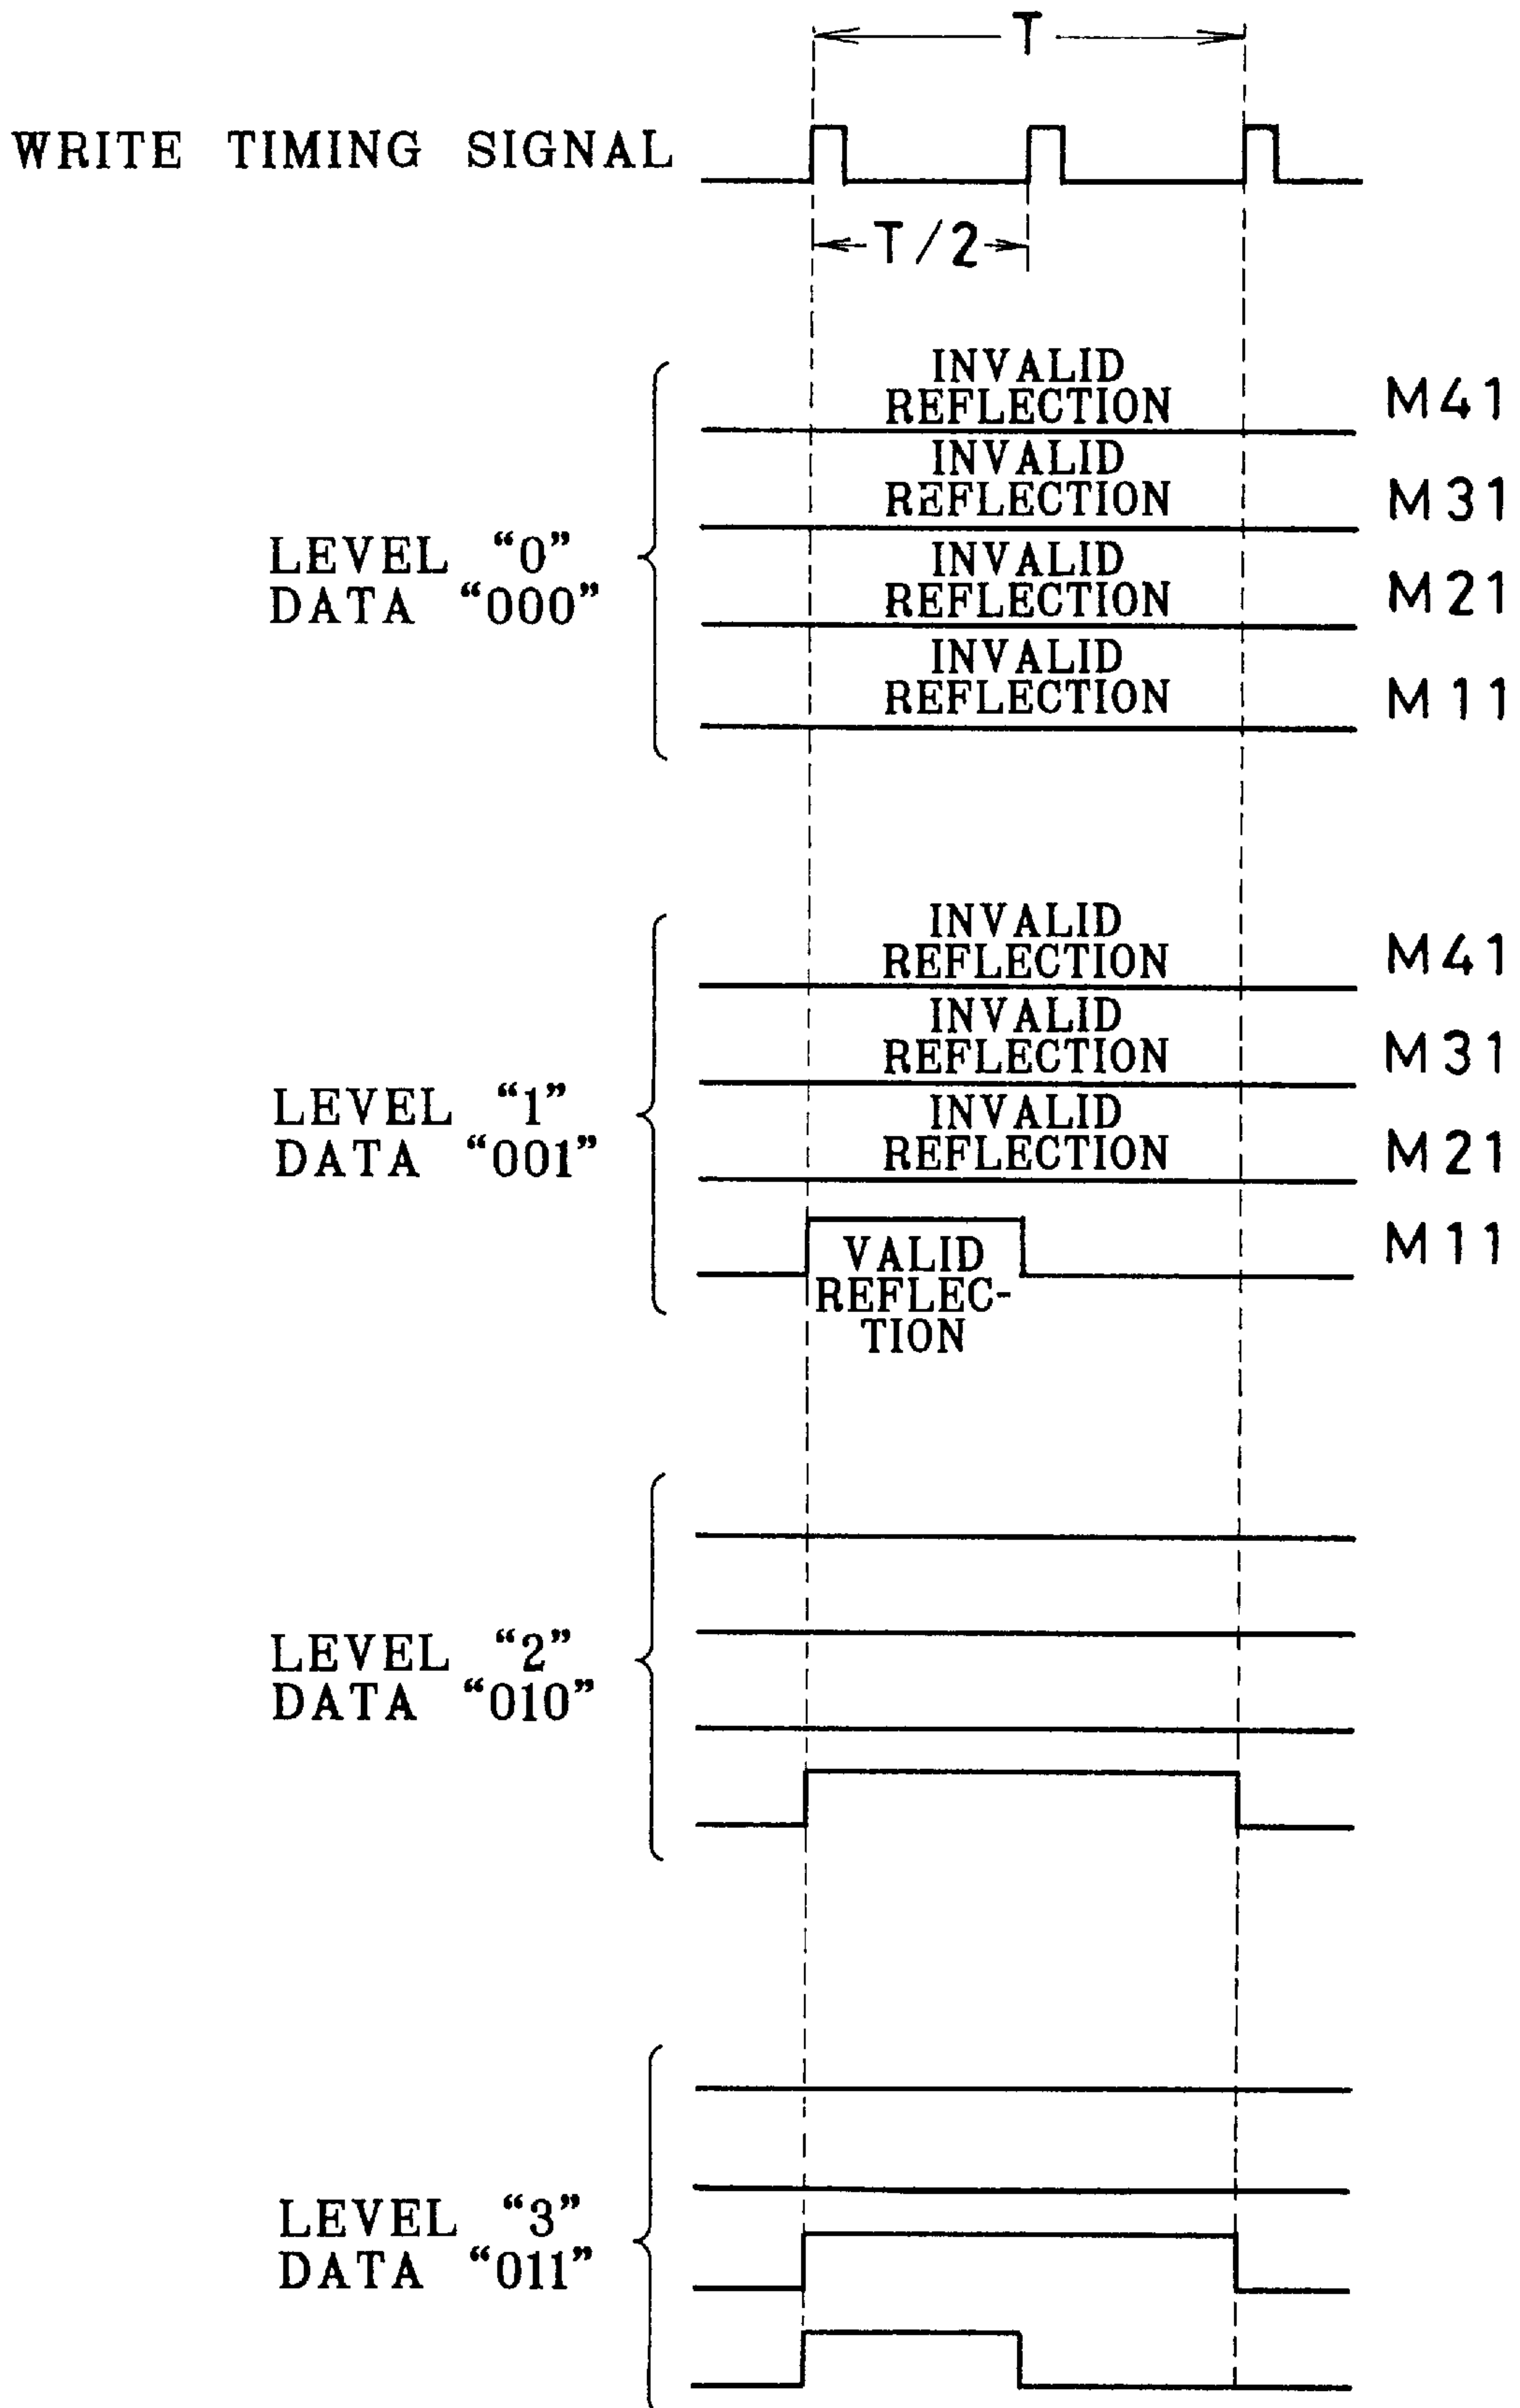 T
WRITE TIMING SIGNAL
T/2
INVALID
REFLECTION
M41
INVALID
REFLECTION
M31
LEVEL “0”
DATA “000”
INVALID
REFLECTION
M21
INVALID
REFLECTION
M11
INVALID
REFLECTION
M41
INVALID
REFLECTION
M31
LEVEL “1”
DATA “001”
INVALID
REFLECTION
M21
VALID
REFLEC-
TION
M11
LEVEL “2”
DATA “010”
LEVEL “3”
DATA “011”